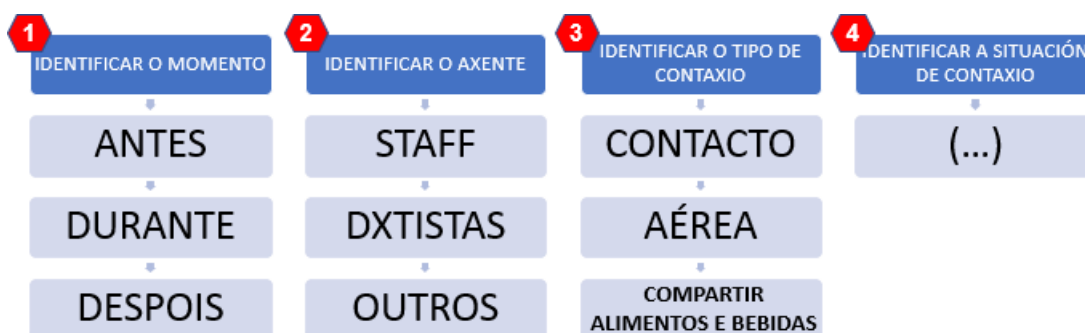 1
IDENTIFICAR O MOMENTO
ANTES
DURANTE
DESPOIS
2
IDENTIFICAR O AXENTE
STAFF
DXTISTAS
OUTROS
3
IDENTIFICAR O TIPO DE
CONTAXIO
CONTACTO
AÉREA
COMPARTIR
ALIMENTOS E BEBIDAS
4
IDENTIFICAR A SITUACIÓN
DE CONTAXIO
(...)